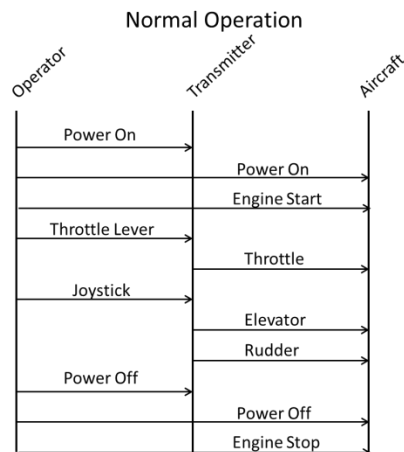 Normal Operation
Operator
Transmitter
Aircraft
Power On
Power On
Engine Start
Throttle Lever
Throttle
Joystick
Elevator
Rudder
Power Off
Power Off
Engine Stop